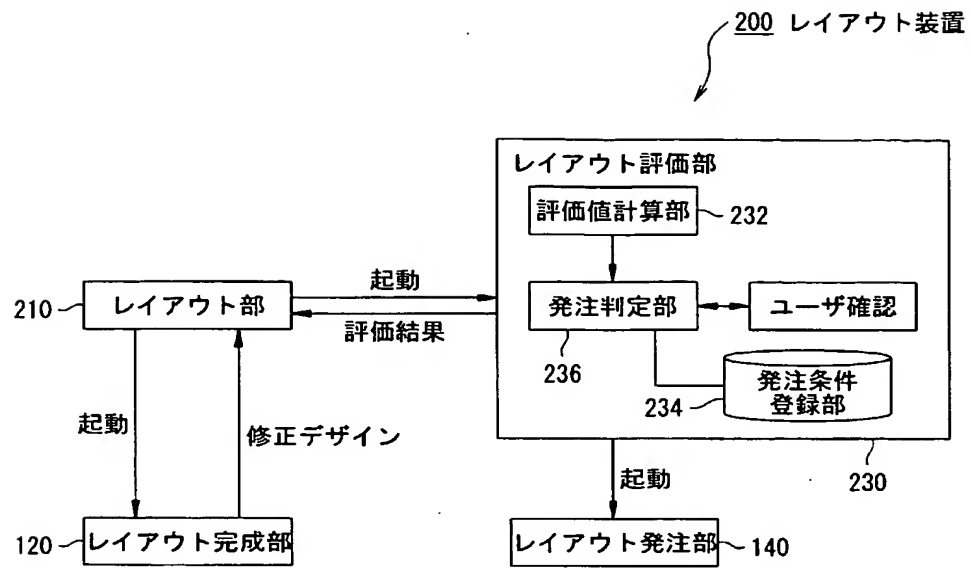 200 レイアウト装置
レイアウト評価部
評価値計算部
232
210
レイアウト部
起動
評価結果
発注判定部
ユーザ確認
236
234
発注条件
登録部
起動
修正デザイン
230
起動
120
レイアウト完成部
レイアウト発注部
140